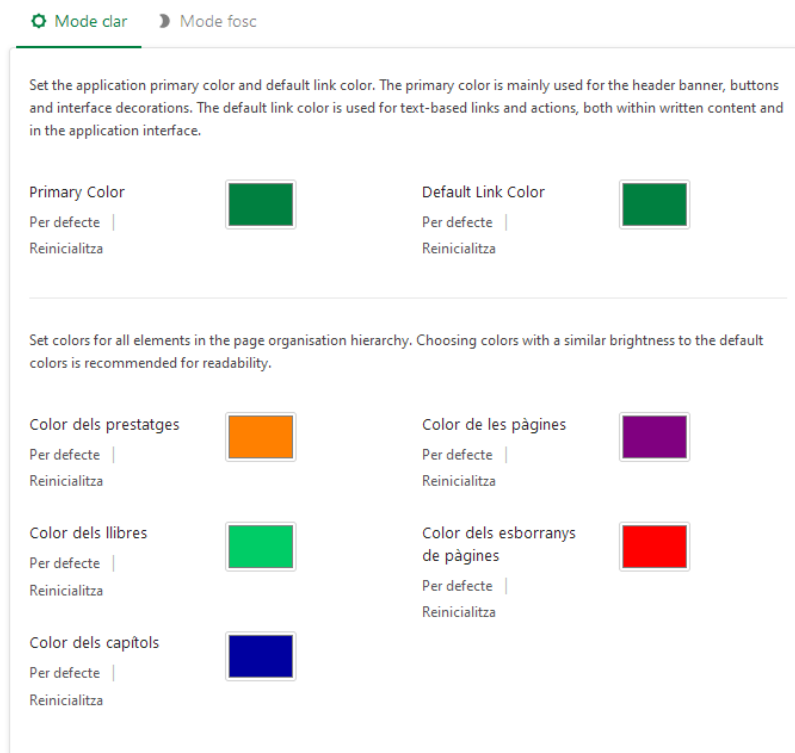 Mode clar Mode fosc
Set the application primary color and default link color. The primary color is mainly used for the header banner, buttons
and interface decorations. The default link color is used for text-based links and actions, both within written content and
in the application interface.
Primary Color
Per defecte |
Reinicialitza
Default Link Color
Per defecte |
Reinicialitza
Set colors for all elements in the page organisation hierarchy. Choosing colors with a similar brightness to the default
colors is recommended for readability.
Color dels prestatges
Per defecte |
Reinicialitza
Color dels llibres
Per defecte |
Reinicialitza
Color dels capítols
Per defecte |
Reinicialitza
Color de les pàgines
Per defecte |
Reinicialitza
Color dels esborranys
de pàgines
Per defecte |
Reinicialitza